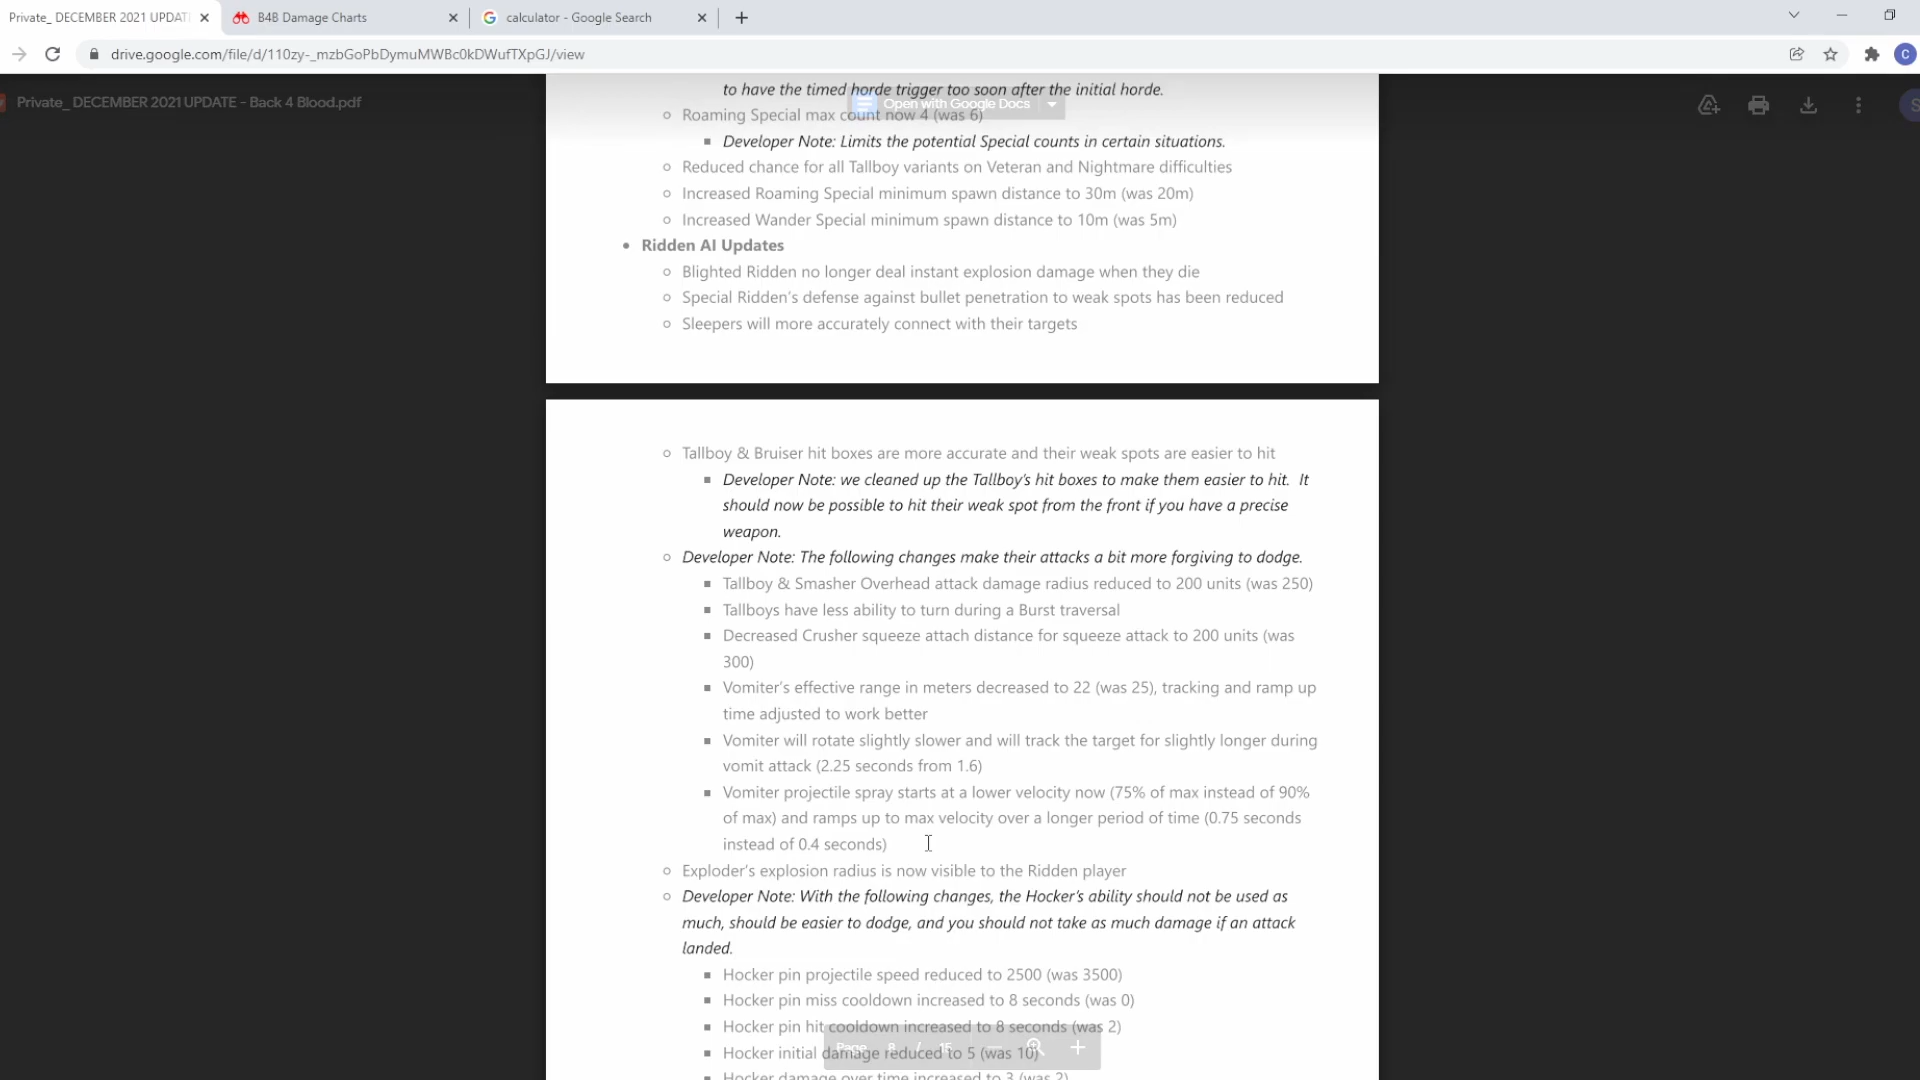 Private_ DECEMBER 2021 UPDAT
B4B Damage Charts
calculator - Google Search
drive.google.com/file/d/110zy-_mzbGoPbDymuMWBc0kDWufTXpGJ/view
C
Private_ DECEMBER 2021 UPDATE - Back 4 Blood.pdf
Open with Google Docs
S
to have the timed horde trigger too soon after the initial horde.
Roaming Special max count now 4 (was 6)
Developer Note: Limits the potential Special counts in certain situations.
Reduced chance for all Tallboy variants on Veteran and Nightmare difficulties
Increased Roaming Special minimum spawn distance to 30m (was 20m)
Increased Wander Special minimum spawn distance to 10m (was 5m)
Ridden AI Updates
Blighted Ridden no longer deal instant explosion damage when they die
Special Ridden's defense against bullet penetration to weak spots has been reduced
Sleepers will more accurately connect with their targets
Tallboy & Bruiser hit boxes are more accurate and their weak spots are easier to hit
Developer Note: we cleaned up the Tallboy's hit boxes to make them easier to hit. It
should now be possible to hit their weak spot from the front if you have a precise
weapon.
Developer Note: The following changes make their attacks a bit more forgiving to dodge.
Tallboy & Smasher Overhead attack damage radius reduced to 200 units (was 250)
Tallboys have less ability to turn during a Burst traversal
Decreased Crusher squeeze attach distance for squeeze attack to 200 units (was
300)
Vomiter's effective range in meters decreased to 22 (was 25), tracking and ramp up
time adjusted to work better
Vomiter will rotate slightly slower and will track the target for slightly longer during
vomit attack (2.25 seconds from 1.6)
Vomiter projectile spray starts at a lower velocity now (75% of max instead of 90%
of max) and ramps up to max velocity over a longer period of time (0.75 seconds
instead of 0.4 seconds)
Exploder's explosion radius is now visible to the Ridden player
Developer Note: With the following changes, the Hocker's ability should not be used as
much, should be easier to dodge, and you should not take as much damage if an attack
landed.
Hocker pin projectile speed reduced to 2500 (was 3500)
Hocker pin miss cooldown increased to 8 seconds (was 0)
Hocker pin hit cooldown increased to 8 seconds (was 2)
Hocker initial damage reduced to 5 (was 10)
Page 8 / 15
Hocker damage over time increased to 3 (was 2)